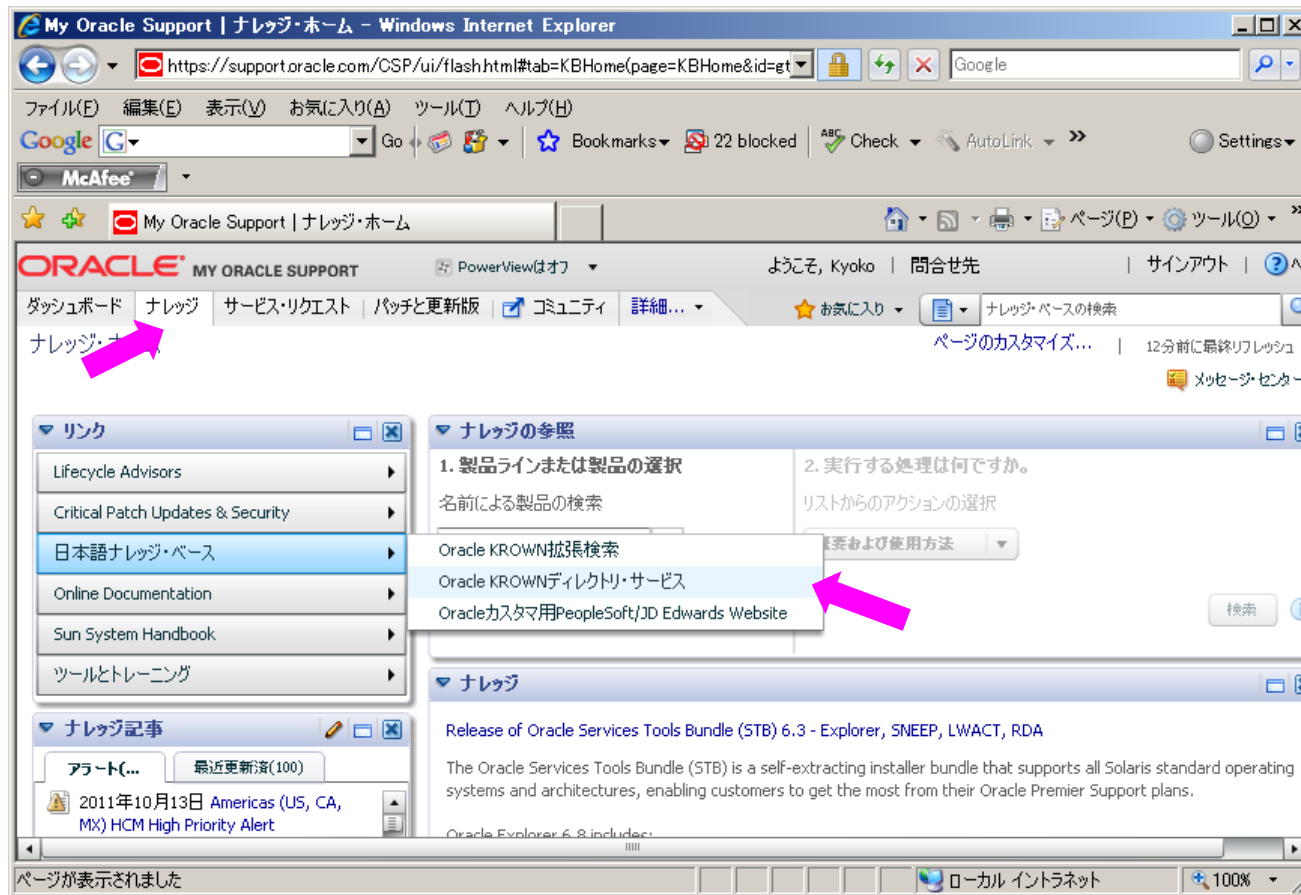 My Oracle Support | ナレッジ・ホーム - Windows Internet Explorer
https://support.oracle.com/CSP/ui/flash.html#tab=KBHome(page=KBHome&id=gt
Google
ファイル(F) 編集(E) 表示(V) お気に入り(A) ツール(T) ヘルプ(H)
Google G Go Bookmarks 22 blocked ABC Check AutoLink » Settings
McAfee
My Oracle Support | ナレッジ・ホーム ページ(P) ツール(O) »
ORACLE MY ORACLE SUPPORT PowerViewはオフ ようこそ, Kyoko | 問合せ先 | サインアウト | ? ヘ
ダッシュボード ナレッジ サービス・リクエスト パッチと更新版 コミュニティ 詳細... お気に入り ナレッジ・ベースの検索
ナレッジ・ ページのカスタマイズ... | 12分前に最終リフレッシュ
メッセージ・センター
リンク
Lifecycle Advisors
Critical Patch Updates & Security
日本語ナレッジ・ベース
Online Documentation
Sun System Handbook
ツールとトレーニング
Oracle KROWN拡張検索
Oracle KROWNディレクトリ・サービス
Oracleカスタマ用PeopleSoft/JD Edwards Website
ナレッジの参照
1. 製品ラインまたは製品の選択
名前による製品の検索
2. 実行する処理は何ですか。
リストからのアクションの選択
要および使用方法
検索
ナレッジ記事
アラート(... 最近更新済(100)
2011年10月13日 Americas (US, CA,
MX) HCM High Priority Alert
ナレッジ
Release of Oracle Services Tools Bundle (STB) 6.3 - Explorer, SNEEP, LWACT, RDA
The Oracle Services Tools Bundle (STB) is a self-extracting installer bundle that supports all Solaris standard operating
systems and architectures, enabling customers to get the most from their Oracle Premier Support plans.
Oracle Explorer 6.8 includes:
ページが表示されました ローカル イントラネット 100%